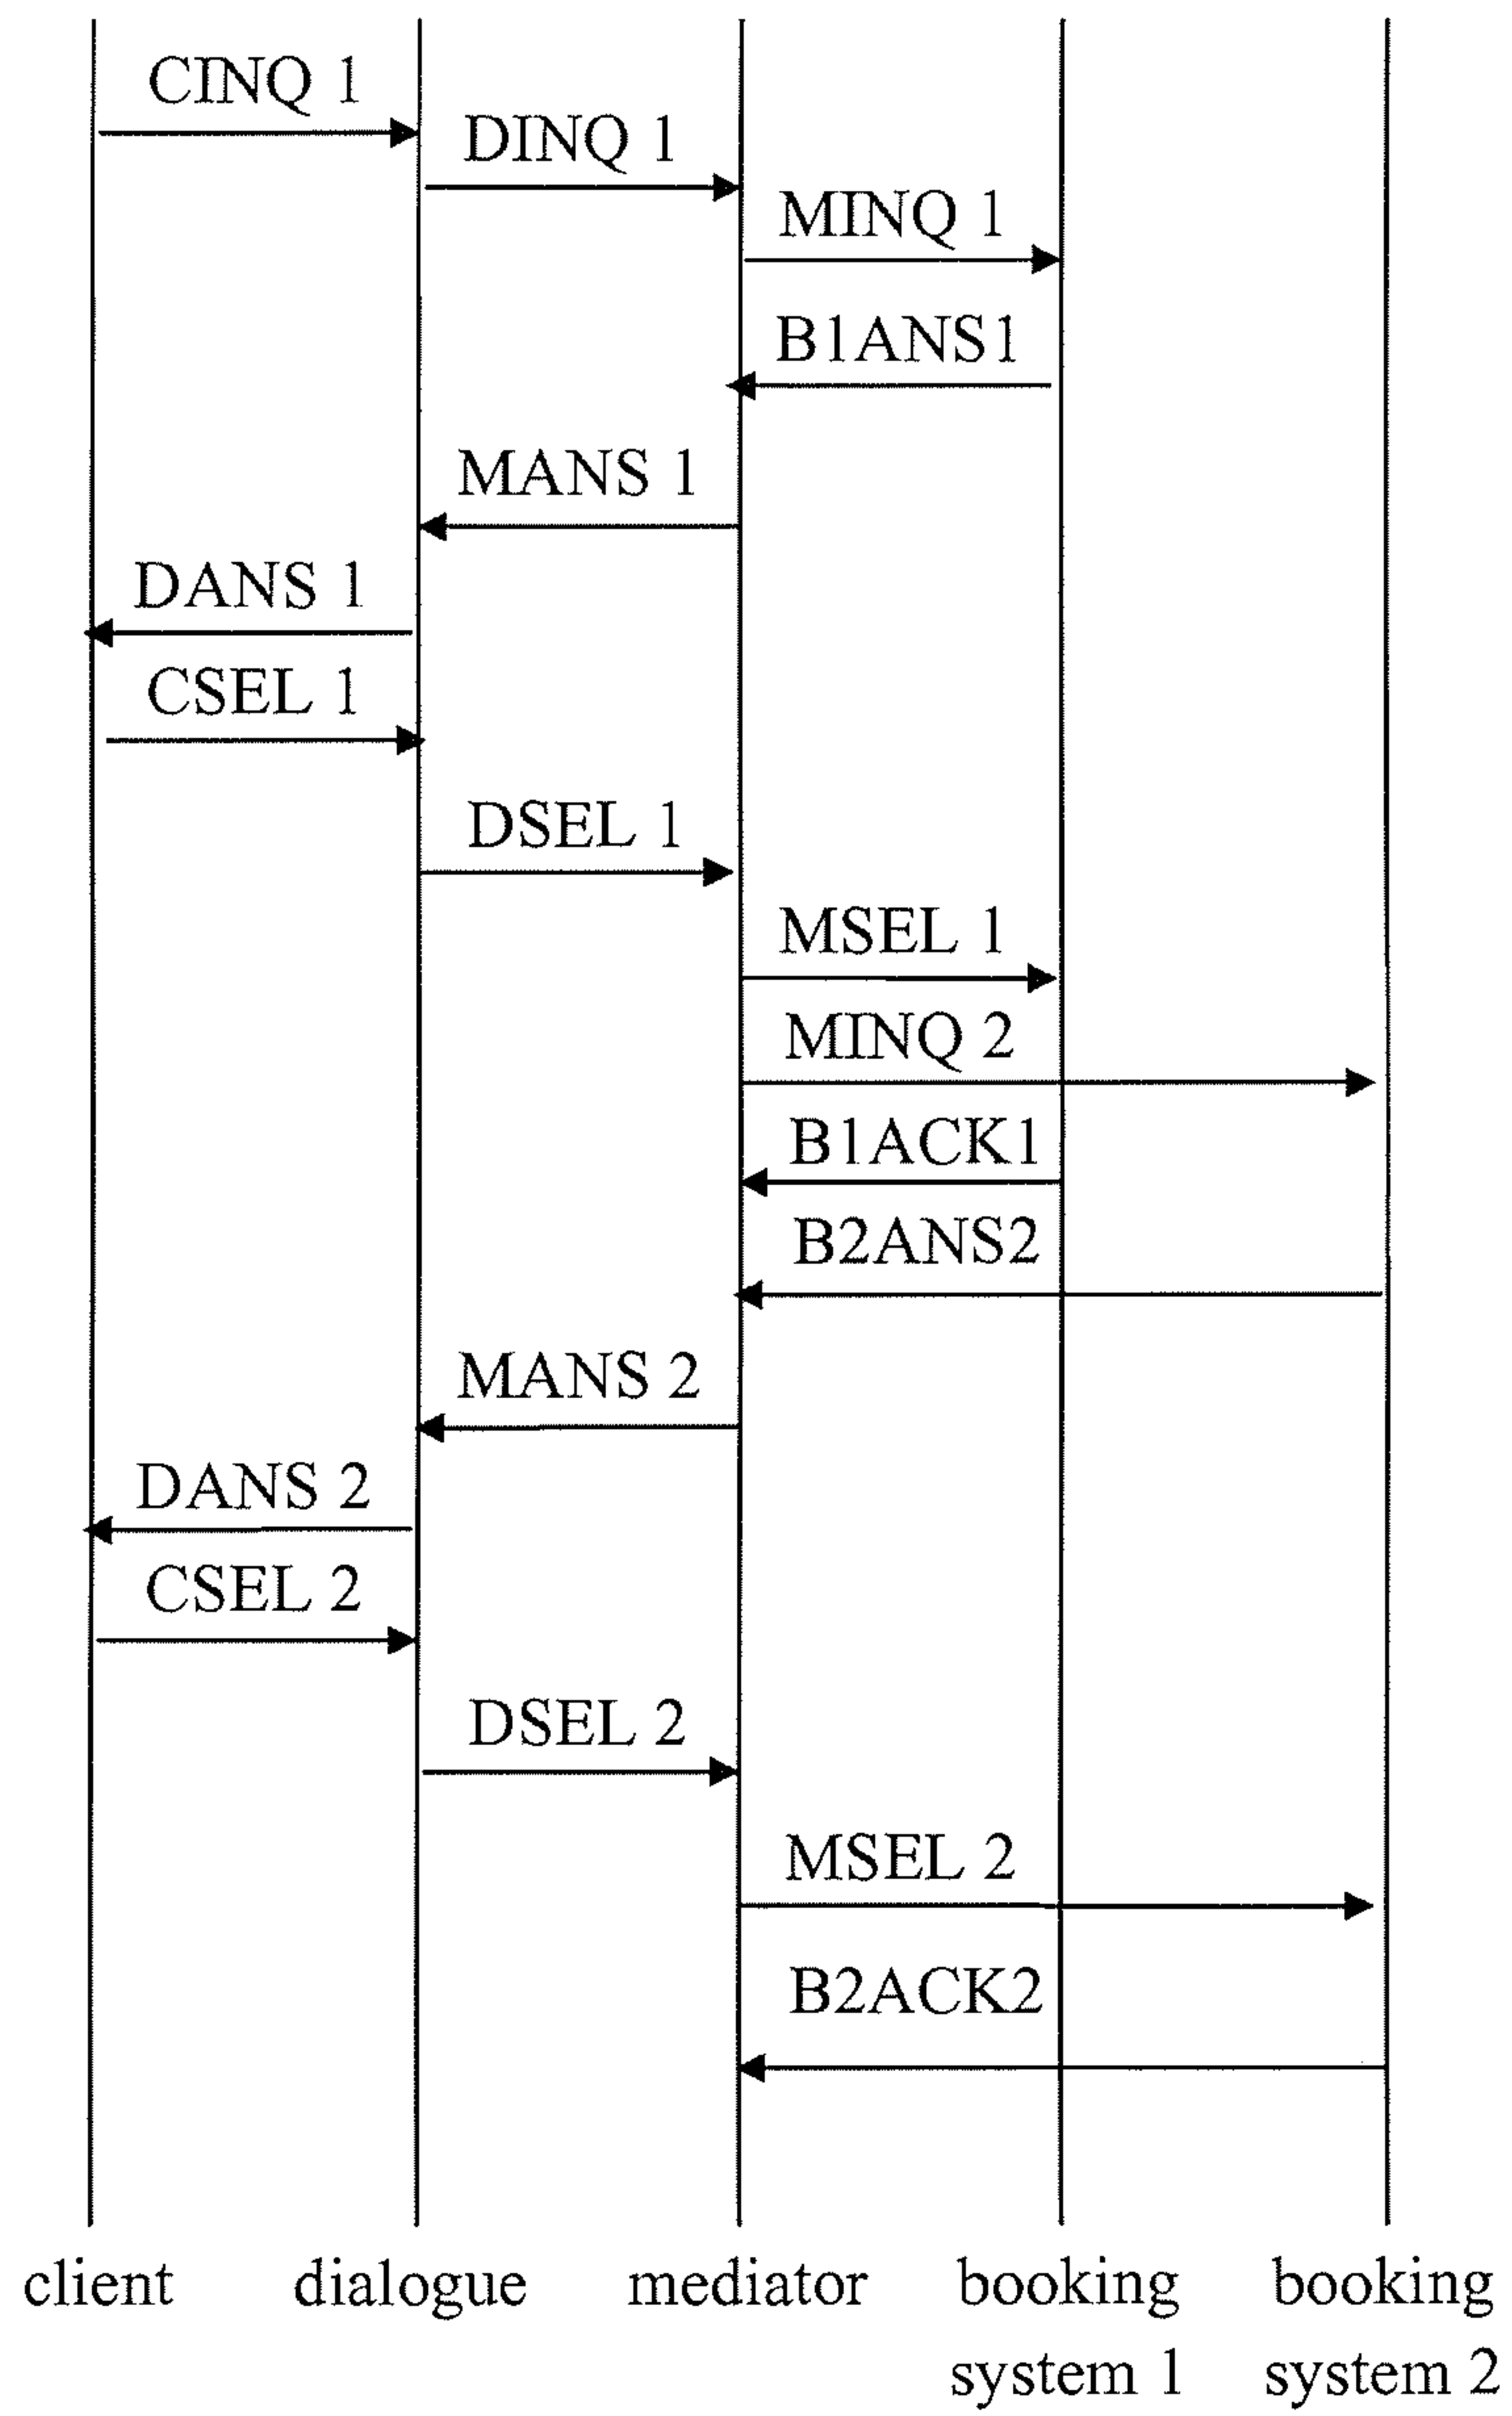 CINQ 1
DINQ 1
MINQ 1
B1ANS1
MANS 1
DANS 1
CSEL 1
DSEL 1
MSEL 1
MINQ 2
B1ACK1
B2ANS2
MANS 2
DANS 2
CSEL 2
DSEL 2
MSEL 2
B2ACK2
client dialogue mediator booking booking
system 1 system 2